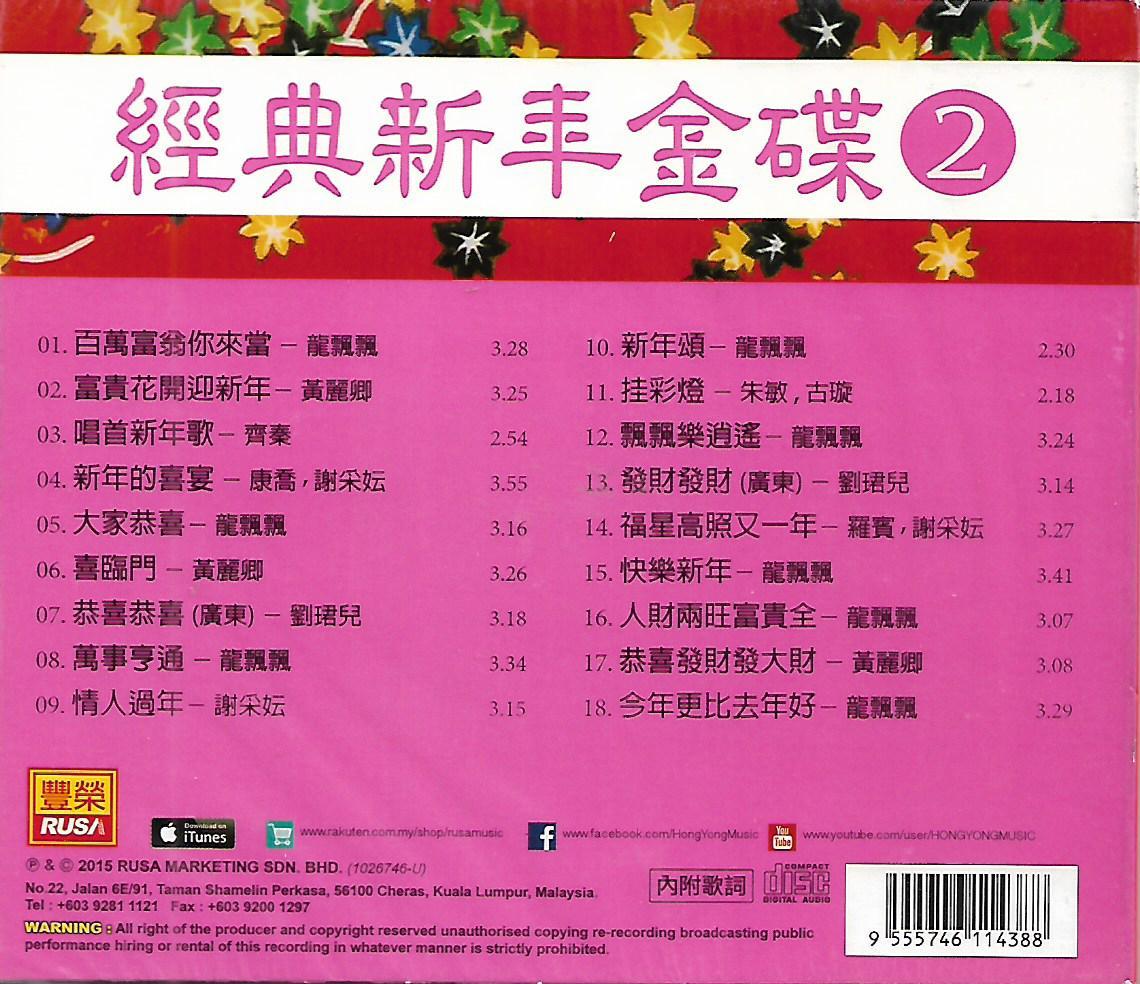 經典新年金碟2
01. 百萬富翁你來當 – 龍飄飄 3.28
02. 富貴花開迎新年 – 黃麗卿 3.25
03. 唱首新年歌 – 齊秦 2.54
04. 新年的喜宴 – 康喬,謝采妘 3.55
05. 大家恭喜 – 龍飄飄 3.16
06. 喜臨門 – 黃麗卿 3.26
07. 恭喜恭喜 (廣東) – 劉珺兒 3.18
08. 萬事亨通 – 龍飄飄 3.34
09. 情人過年 – 謝采妘 3.15
10. 新年頌 – 龍飄飄 2.30
11. 挂彩燈 – 朱敏,古璇 2.18
12. 飄飄樂逍遙 – 龍飄飄 3.24
13. 發財發財 (廣東) – 劉珺兒 3.14
14. 福星高照又一年 – 羅賓,謝采妘 3.27
15. 快樂新年 – 龍飄飄 3.41
16. 人財兩旺富貴全 – 龍飄飄 3.07
17. 恭喜發財發大財 – 黃麗卿 3.08
18. 今年更比去年好 – 龍飄飄 3.29
豐榮
RUSA
Download on
iTunes
www.rakuten.com.my/shop/rusamusic
www.facebook.com/HongYongMusic
You
Tube
www.youtube.com/user/HONGYONGMUSIC
℗ & © 2015 RUSA MARKETING SDN. BHD. (1026746-U)
No.22, Jalan 6E/91, Taman Shamelin Perkasa, 56100 Cheras, Kuala Lumpur, Malaysia.
Tel : +603 9281 1121 Fax : +603 9200 1297
WARNING : All right of the producer and copyright reserved unauthorised copying re-recording broadcasting public
performance hiring or rental of this recording in whatever manner is strictly prohibited.
內附歌詞
COMPACT
disc
DIGITAL AUDIO
9 555746 114388